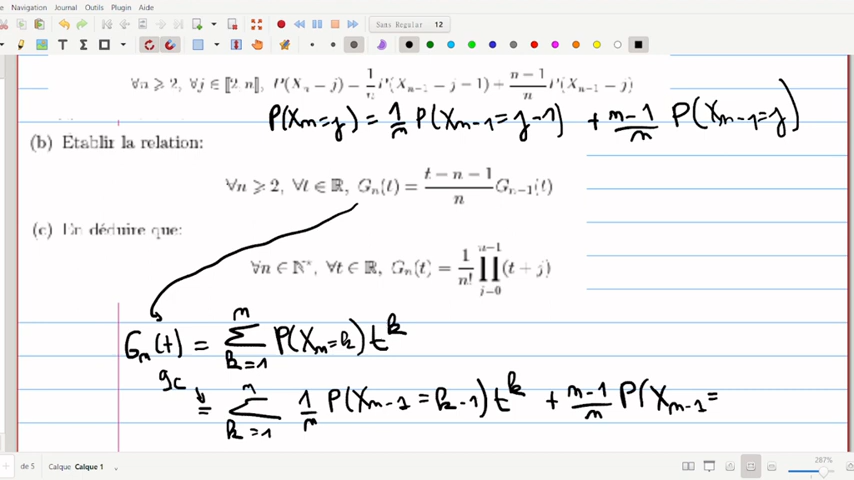 Navigation Journal Outils Plugin Aide
Sans Regular 12
∀n ⩾ 2, ∀j ∈ ⟦2, n⟧, P(Xₙ = j) = 1/n P(Xₙ₋₁ = j − 1) + n−1/n P(Xₙ₋₁ = j)
P(Xn=j) = 1/n P(Xn-1=j-1) + n-1/n P(Xn-1=j)
(b) Etablir la relation:
∀n ⩾ 2, ∀t ∈ ℝ, Gₙ(t) = t + n − 1/n Gₙ₋₁(t)
(c) En déduire que:
∀n ∈ ℕ*, ∀t ∈ ℝ, Gₙ(t) = 1/n! ∏ⱼ₌₀ⁿ⁻¹ (t + j)
Gn(t) = Σ_{k=1}^{n} P(Xn=k) t^k
= Σ_{k=1}^{n} 1/n P(Xn-1 = k-1) t^k + n-1/n P(Xn-1 =
de 5 Calque Calque 1 287%